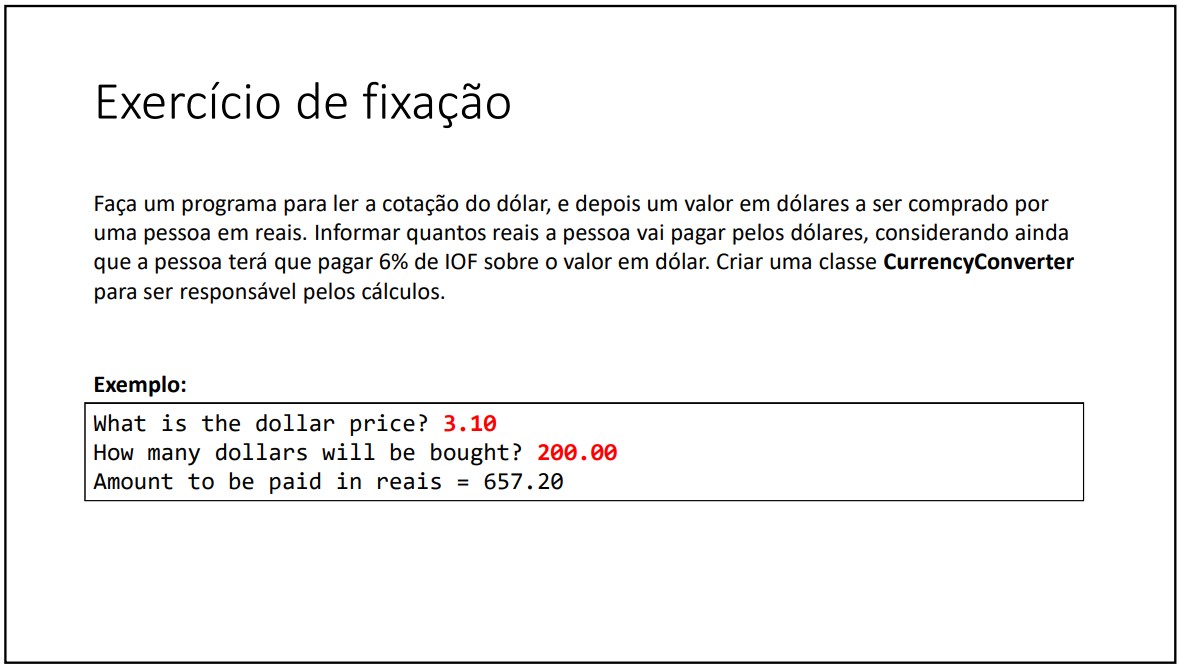 Exercício de fixação
Faça um programa para ler a cotação do dólar, e depois um valor em dólares a ser comprado por
uma pessoa em reais. Informar quantos reais a pessoa vai pagar pelos dólares, considerando ainda
que a pessoa terá que pagar 6% de IOF sobre o valor em dólar. Criar uma classe CurrencyConverter
para ser responsável pelos cálculos.
Exemplo:
What is the dollar price? 3.10
How many dollars will be bought? 200.00
Amount to be paid in reais = 657.20